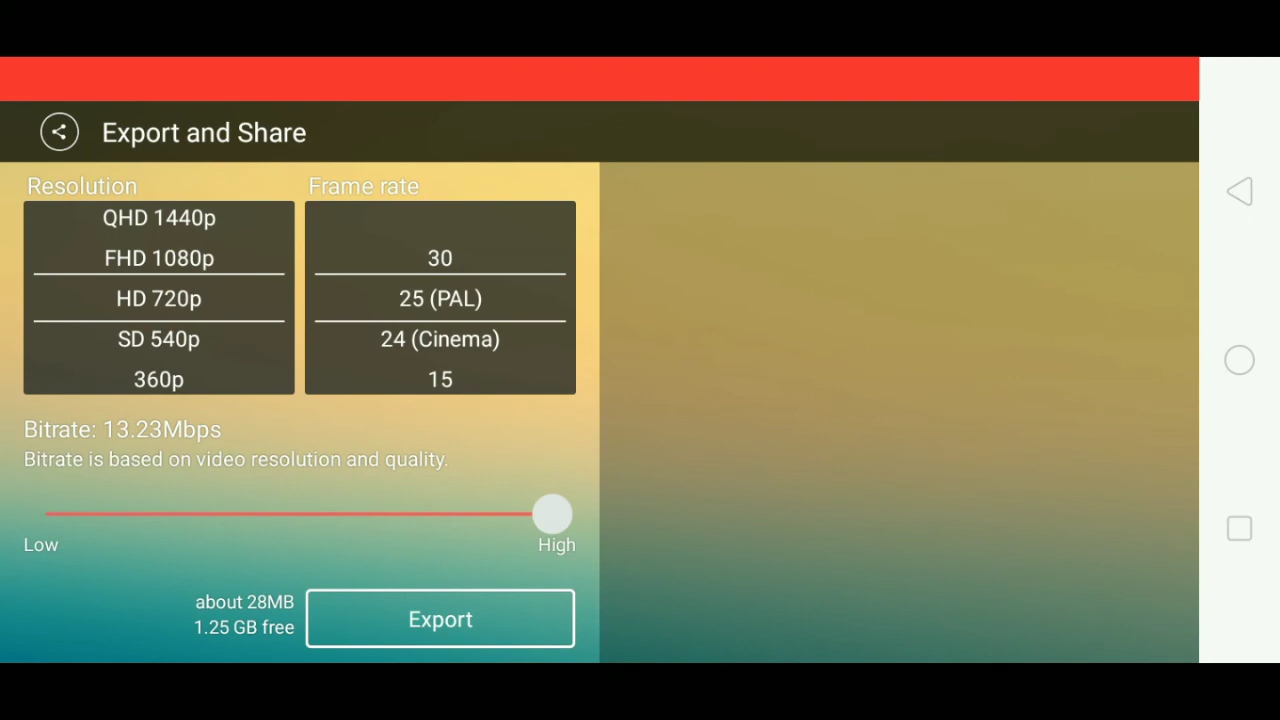 Export and Share
Resolution
QHD 1440p
FHD 1080p
HD 720p
SD 540p
360p
Frame rate
30
25 (PAL)
24 (Cinema)
15
Bitrate: 13.23Mbps
Bitrate is based on video resolution and quality.
Low
High
about 28MB
1.25 GB free
Export